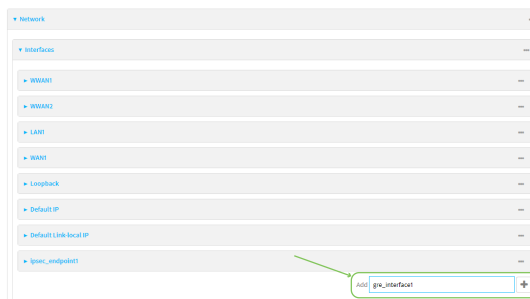 Network
Interfaces
WWAN1
WWAN2
LAN1
WAN1
Loopback
Default IP
Default Link-local IP
ipsec_endpoint1
Add gre_interface1